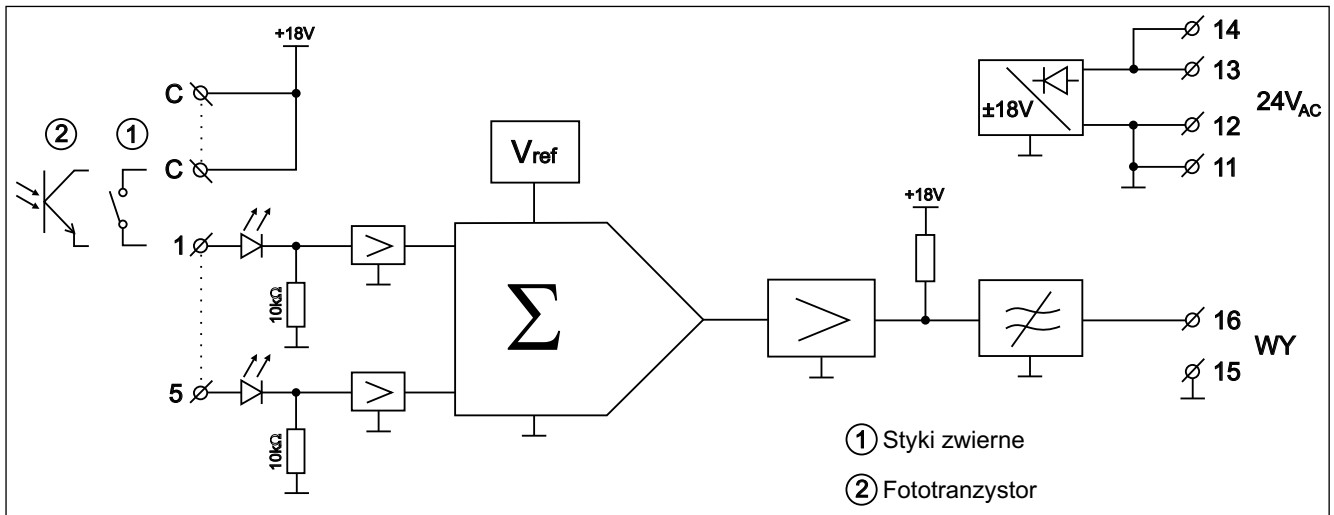 +18V
14
C
13
24VAC
±18V
2
1
12
C
Vref
11
+18V
1
10kΩ
Σ
16
WY
15
5
10kΩ
1 Styki zwierne
2 Fototranzystor